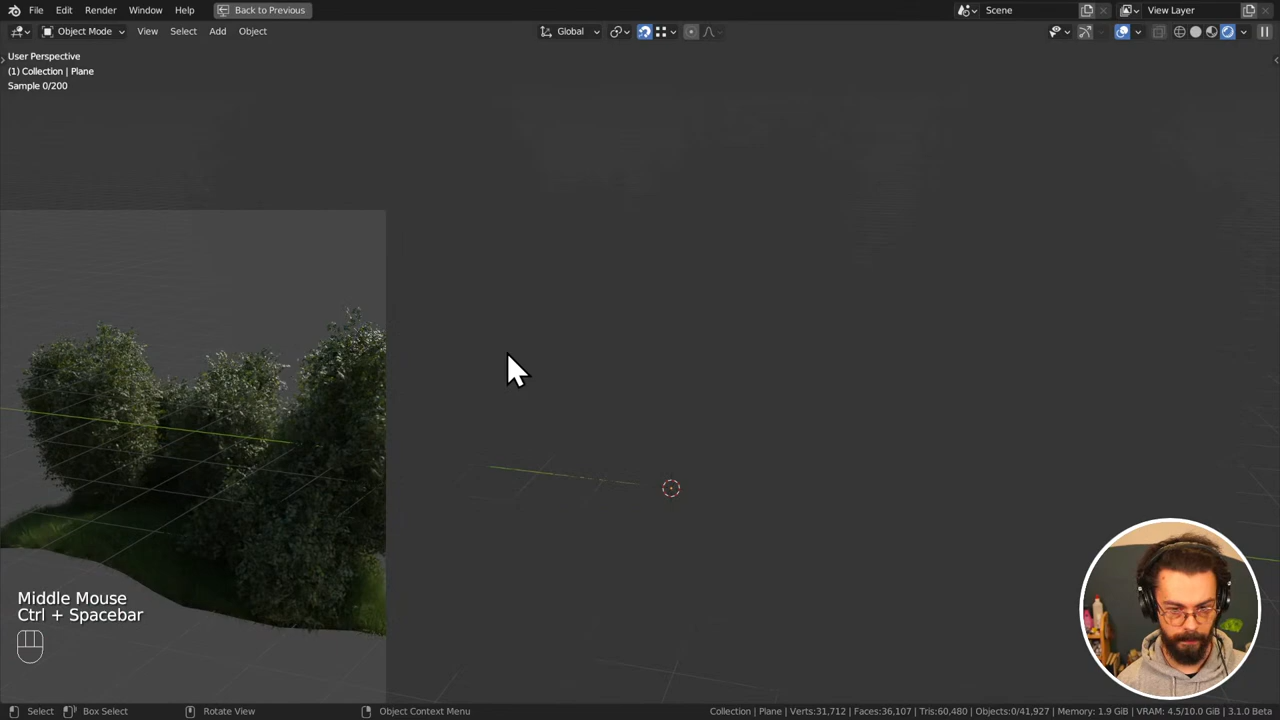 File Edit Render Window Help Back to Previous Scene View Layer
Object Mode View Select Add Object Global
User Perspective
(1) Collection | Plane
Sample 0/200
Middle Mouse
Ctrl + Spacebar
Select Box Select Rotate View Object Context Menu Collection | Plane | Verts:31,712 | Faces:36,107 | Tris:60,480 | Objects:0/41,927 | Memory: 1.9 GiB | VRAM: 4.5/10.0 GiB | 3.1.0 Beta